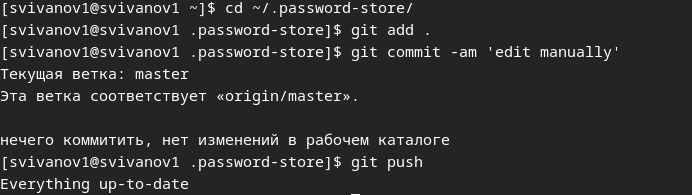 [svivanov1@svivanov1 ~]$ cd ~/.password-store/
[svivanov1@svivanov1 .password-store]$ git add .
[svivanov1@svivanov1 .password-store]$ git commit -am 'edit manually'
Текущая ветка: master
Эта ветка соответствует «origin/master».
нечего коммитить, нет изменений в рабочем каталоге
[svivanov1@svivanov1 .password-store]$ git push
Everything up-to-date